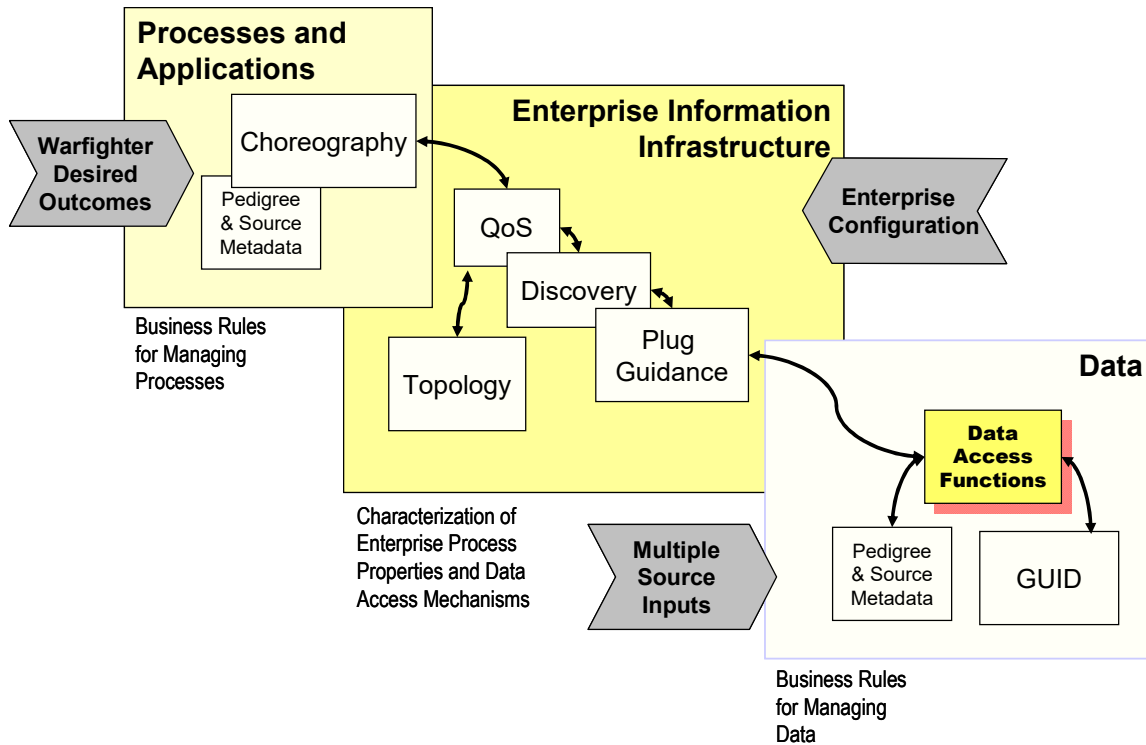 Processes and
Applications
Enterprise Information
Infrastructure
Warfighter
Desired
Outcomes
Choreography
Pedigree
& Source
Metadata
QoS
Discovery
Plug
Guidance
Topology
Enterprise
Configuration
Business Rules
for Managing
Processes
Data
Data
Access
Functions
Characterization of
Enterprise Process
Properties and Data
Access Mechanisms
Multiple
Source
Inputs
Pedigree
& Source
Metadata
GUID
Business Rules
for Managing
Data